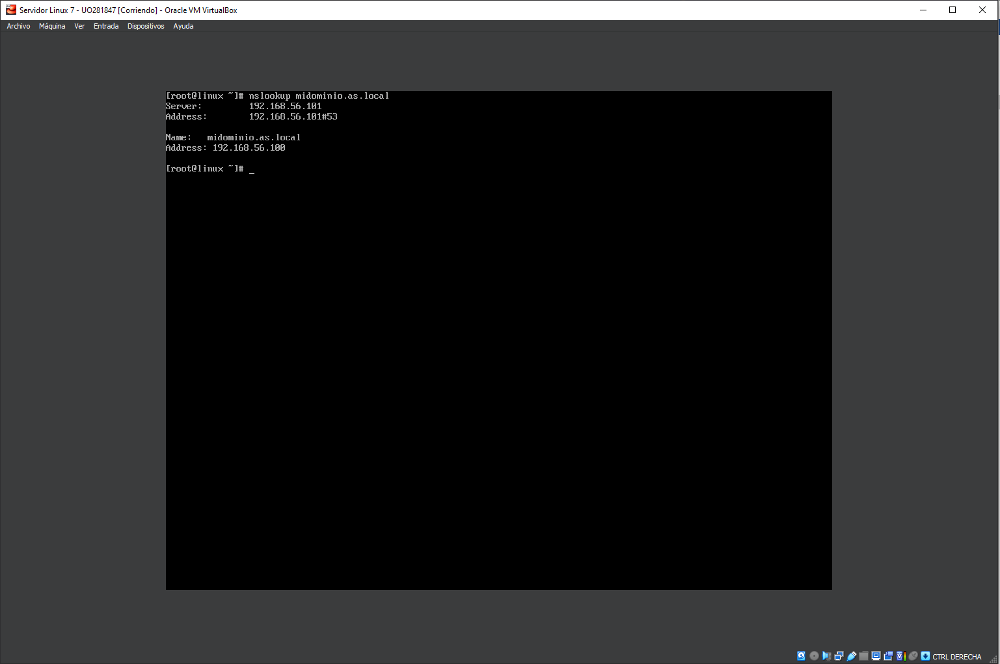 Servidor Linux 7 - UO281847 [Corriendo] - Oracle VM VirtualBox
Archivo Máquina Ver Entrada Dispositivos Ayuda
[root@linux ~]# nslookup midominio.as.local
Server: 192.168.56.101
Address: 192.168.56.101#53
Name: midominio.as.local
Address: 192.168.56.100
[root@linux ~]# _
CTRL DERECHA